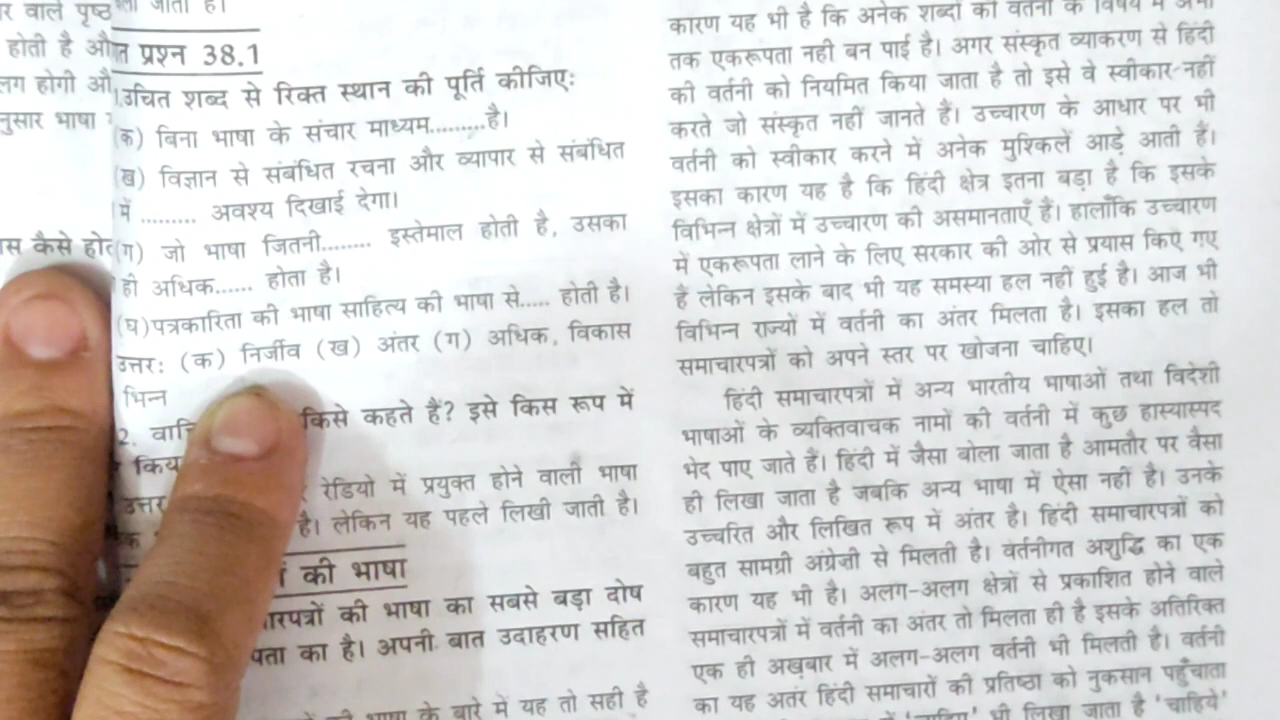 र वाले पृष्ठ
होती है औ
लग होगी औ
नुसार भाषा
स कैसे हो
जाता है।
प्रश्न 38.1
उचित शब्द से रिक्त स्थान की पूर्ति कीजिएः
(क) बिना भाषा के संचार माध्यम.........है।
(ख) विज्ञान से संबंधित रचना और व्यापार से संबंधित
में ......... अवश्य दिखाई देगा।
(ग) जो भाषा जितनी........ इस्तेमाल होती है, उसका
ही अधिक...... होता है।
(घ)पत्रकारिता की भाषा साहित्य की भाषा से..... होती है।
उत्तरः (क) निर्जीव (ख) अंतर (ग) अधिक, विकास
भिन्न
2. किसे कहते हैं? इसे किस रूप में
किय
उत्तर रेडियो में प्रयुक्त होने वाली भाषा
है। लेकिन यह पहले लिखी जाती है।
की भाषा
ारपत्रों की भाषा का सबसे बड़ा दोष
पता का है। अपनी बात उदाहरण सहित
भाषा के बारे में यह तो सही है
कारण यह भी है कि अनेक शब्दों की वर्तनी के विषय में अभी
तक एकरूपता नही बन पाई है। अगर संस्कृत व्याकरण से हिंदी
की वर्तनी को नियमित किया जाता है तो इसे वे स्वीकार नहीं
करते जो संस्कृत नहीं जानते हैं। उच्चारण के आधार पर भी
वर्तनी को स्वीकार करने में अनेक मुश्किलें आड़े आती हैं।
इसका कारण यह है कि हिंदी क्षेत्र इतना बड़ा है कि इसके
विभिन्न क्षेत्रों में उच्चारण की असमानताएँ हैं। हालाँकि उच्चारण
में एकरूपता लाने के लिए सरकार की ओर से प्रयास किए गए
हैं लेकिन इसके बाद भी यह समस्या हल नहीं हुई है। आज भी
विभिन्न राज्यों में वर्तनी का अंतर मिलता है। इसका हल तो
समाचारपत्रों को अपने स्तर पर खोजना चाहिए।
हिंदी समाचारपत्रों में अन्य भारतीय भाषाओं तथा विदेशी
भाषाओं के व्यक्तिवाचक नामों की वर्तनी में कुछ हास्यास्पद
भेद पाए जाते हैं। हिंदी में जैसा बोला जाता है आमतौर पर वैसा
ही लिखा जाता है जबकि अन्य भाषा में ऐसा नहीं है। उनके
उच्चरित और लिखित रूप में अंतर है। हिंदी समाचारपत्रों को
बहुत सामग्री अंग्रेज़ी से मिलती है। वर्तनीगत अशुद्धि का एक
कारण यह भी है। अलग-अलग क्षेत्रों से प्रकाशित होने वाले
समाचारपत्रों में वर्तनी का अंतर तो मिलता ही है इसके अतिरिक्त
एक ही अख़बार में अलग-अलग वर्तनी भी मिलती है। वर्तनी
का यह अतंर हिंदी समाचारों की प्रतिष्ठा को नुकसान पहुँचाता
भी लिखा जाता है 'चाहिये'